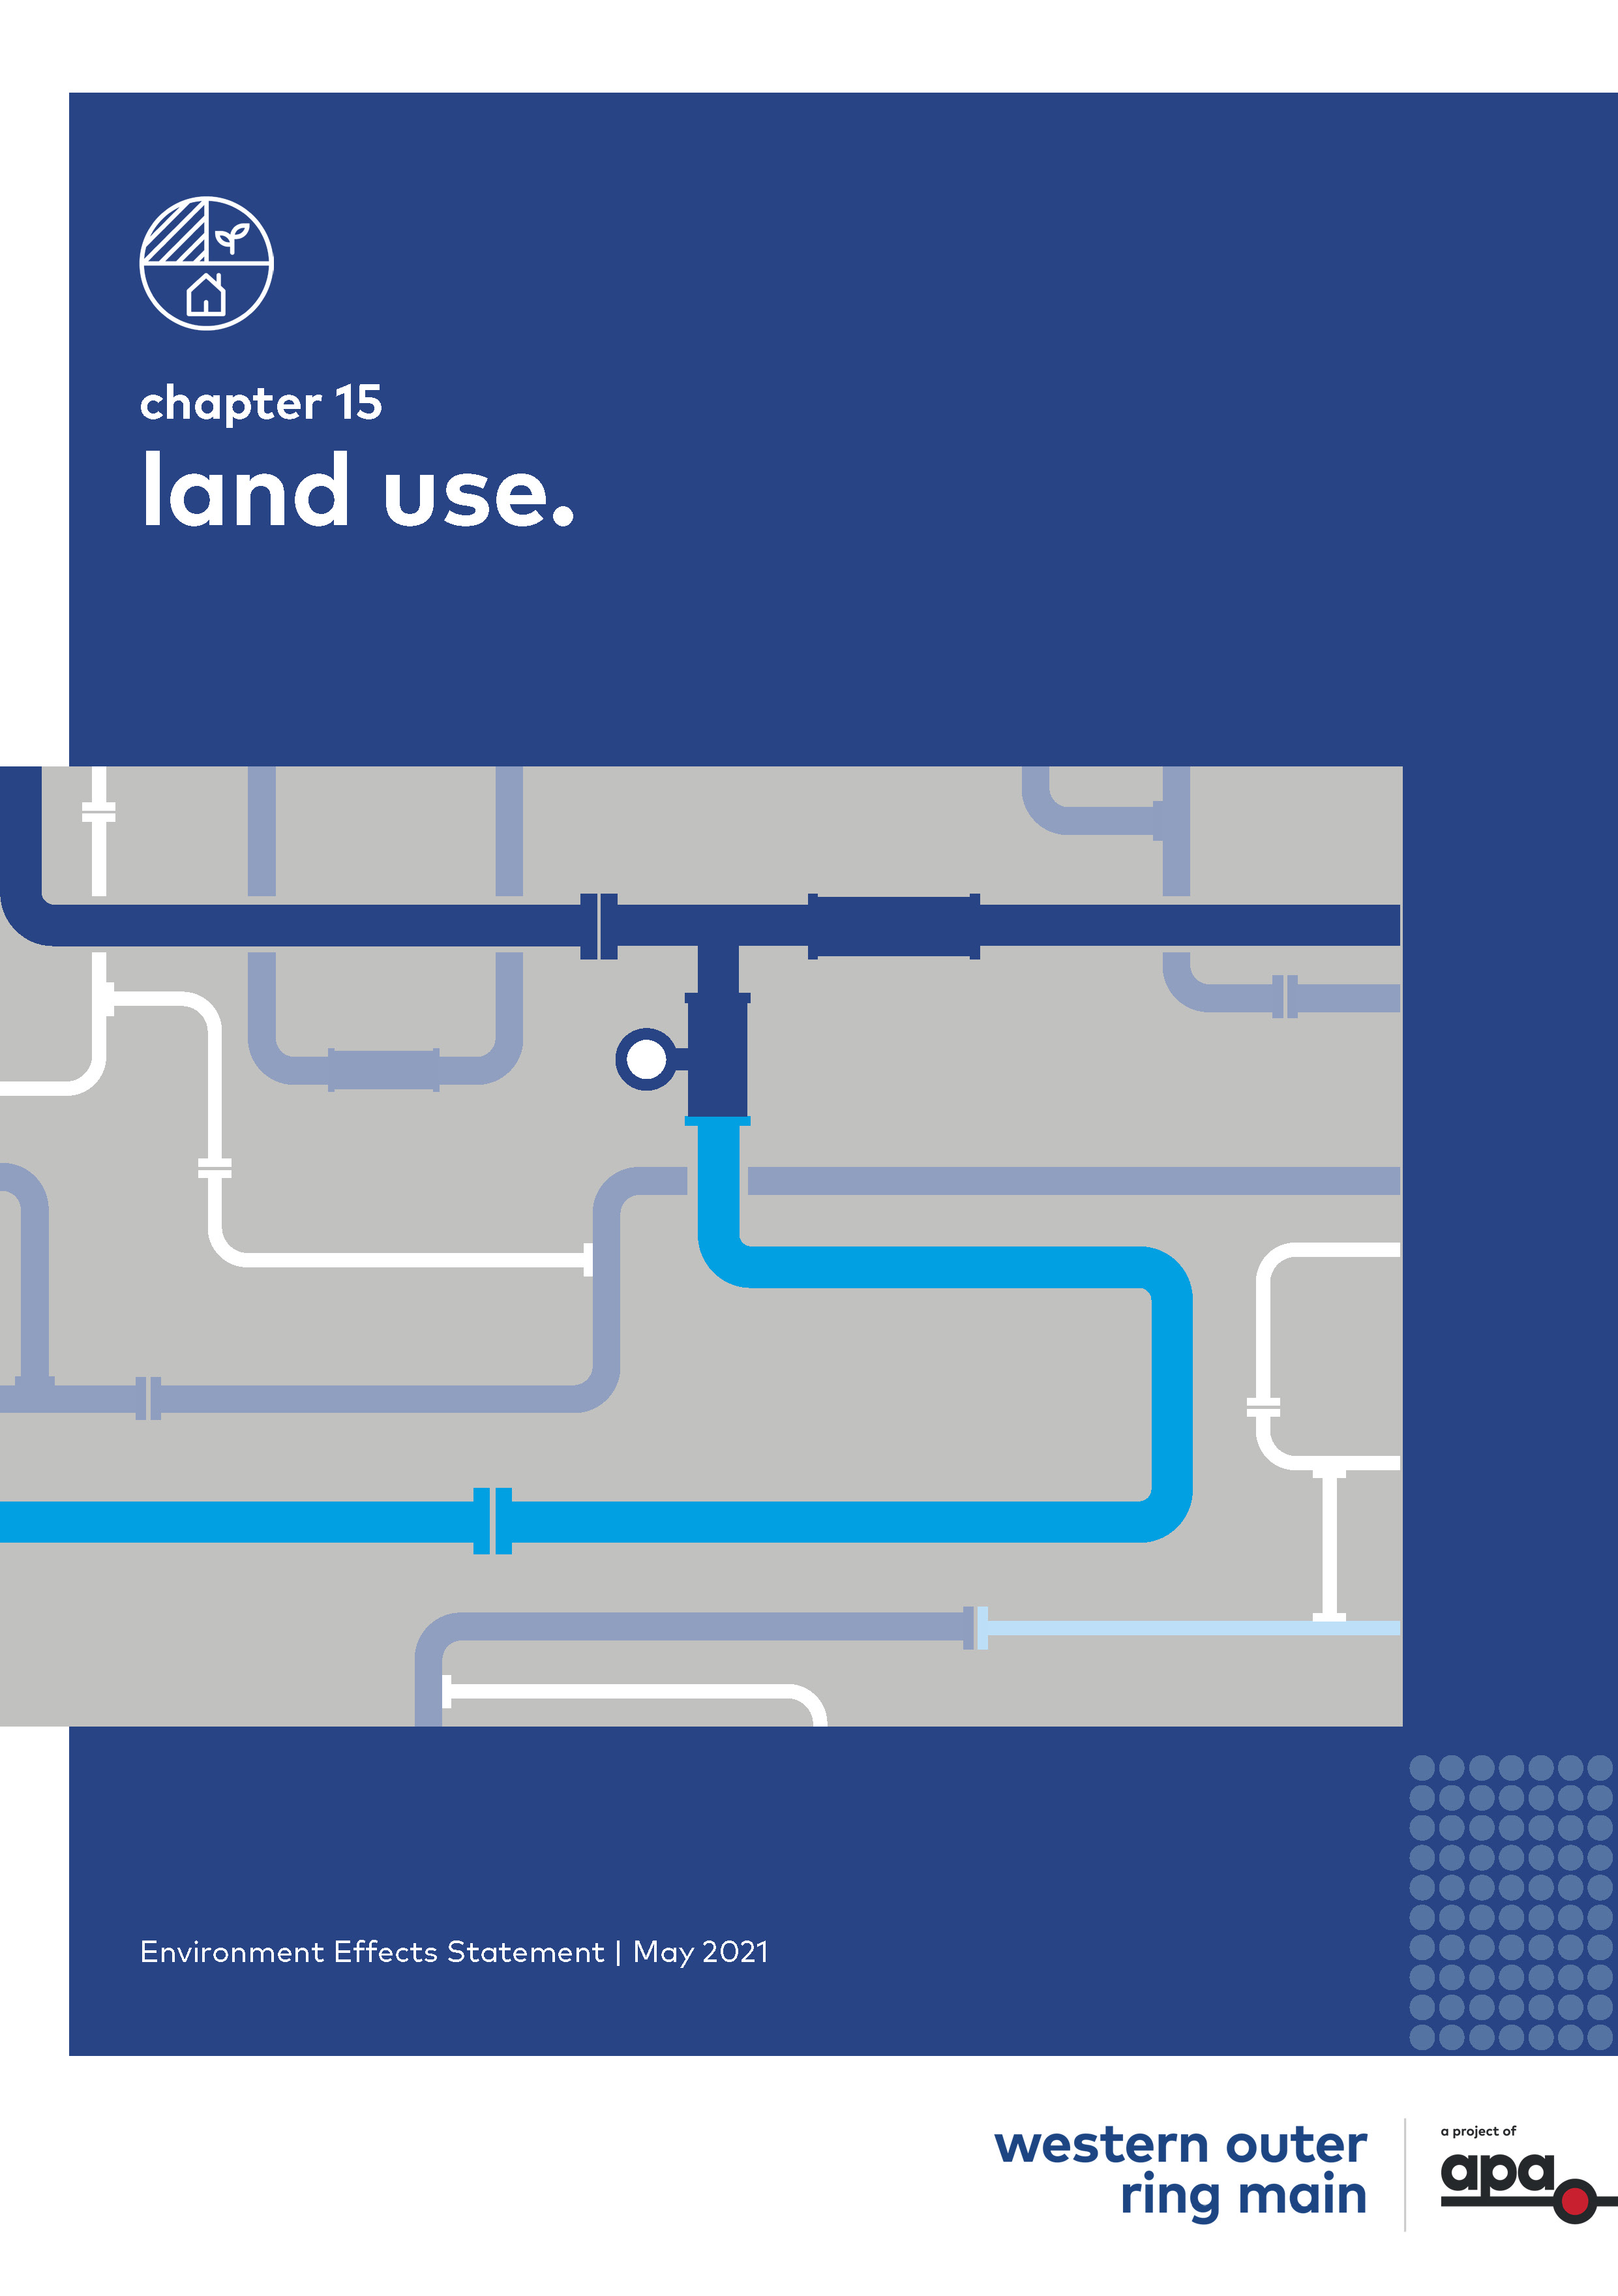 chapter 15
land use.
Environment Effects Statement | May 2021
western outer
ring main
a project of
apa